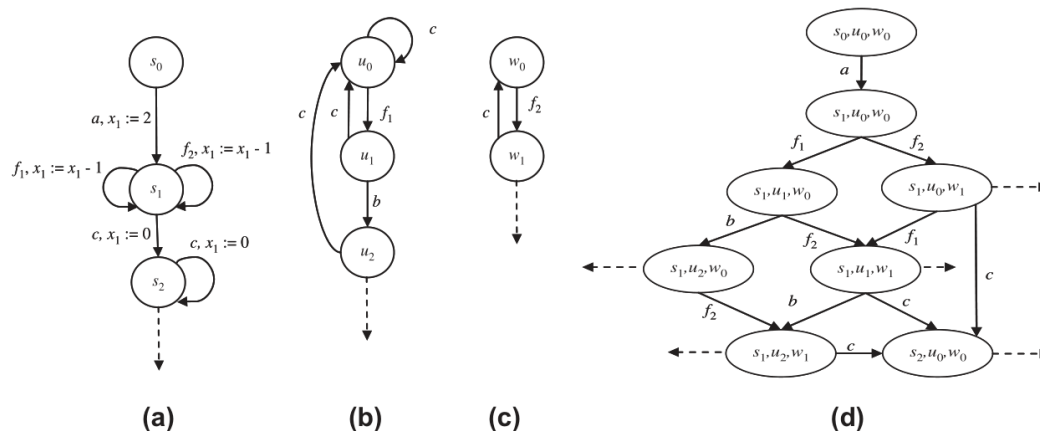 s₀
a, x₁ := 2
f₁, x₁ := x₁ - 1
f₂, x₁ := x₁ - 1
s₁
c, x₁ := 0
c, x₁ := 0
s₂
(a)
c
u₀
c
c
f₁
u₁
b
u₂
(b)
w₀
c
f₂
w₁
(c)
s₀,u₀,w₀
a
s₁,u₀,w₀
f₁
f₂
s₁,u₁,w₀
s₁,u₀,w₁
b
f₂
f₁
s₁,u₂,w₀
s₁,u₁,w₁
c
f₂
b
c
s₁,u₂,w₁
c
s₂,u₀,w₀
(d)